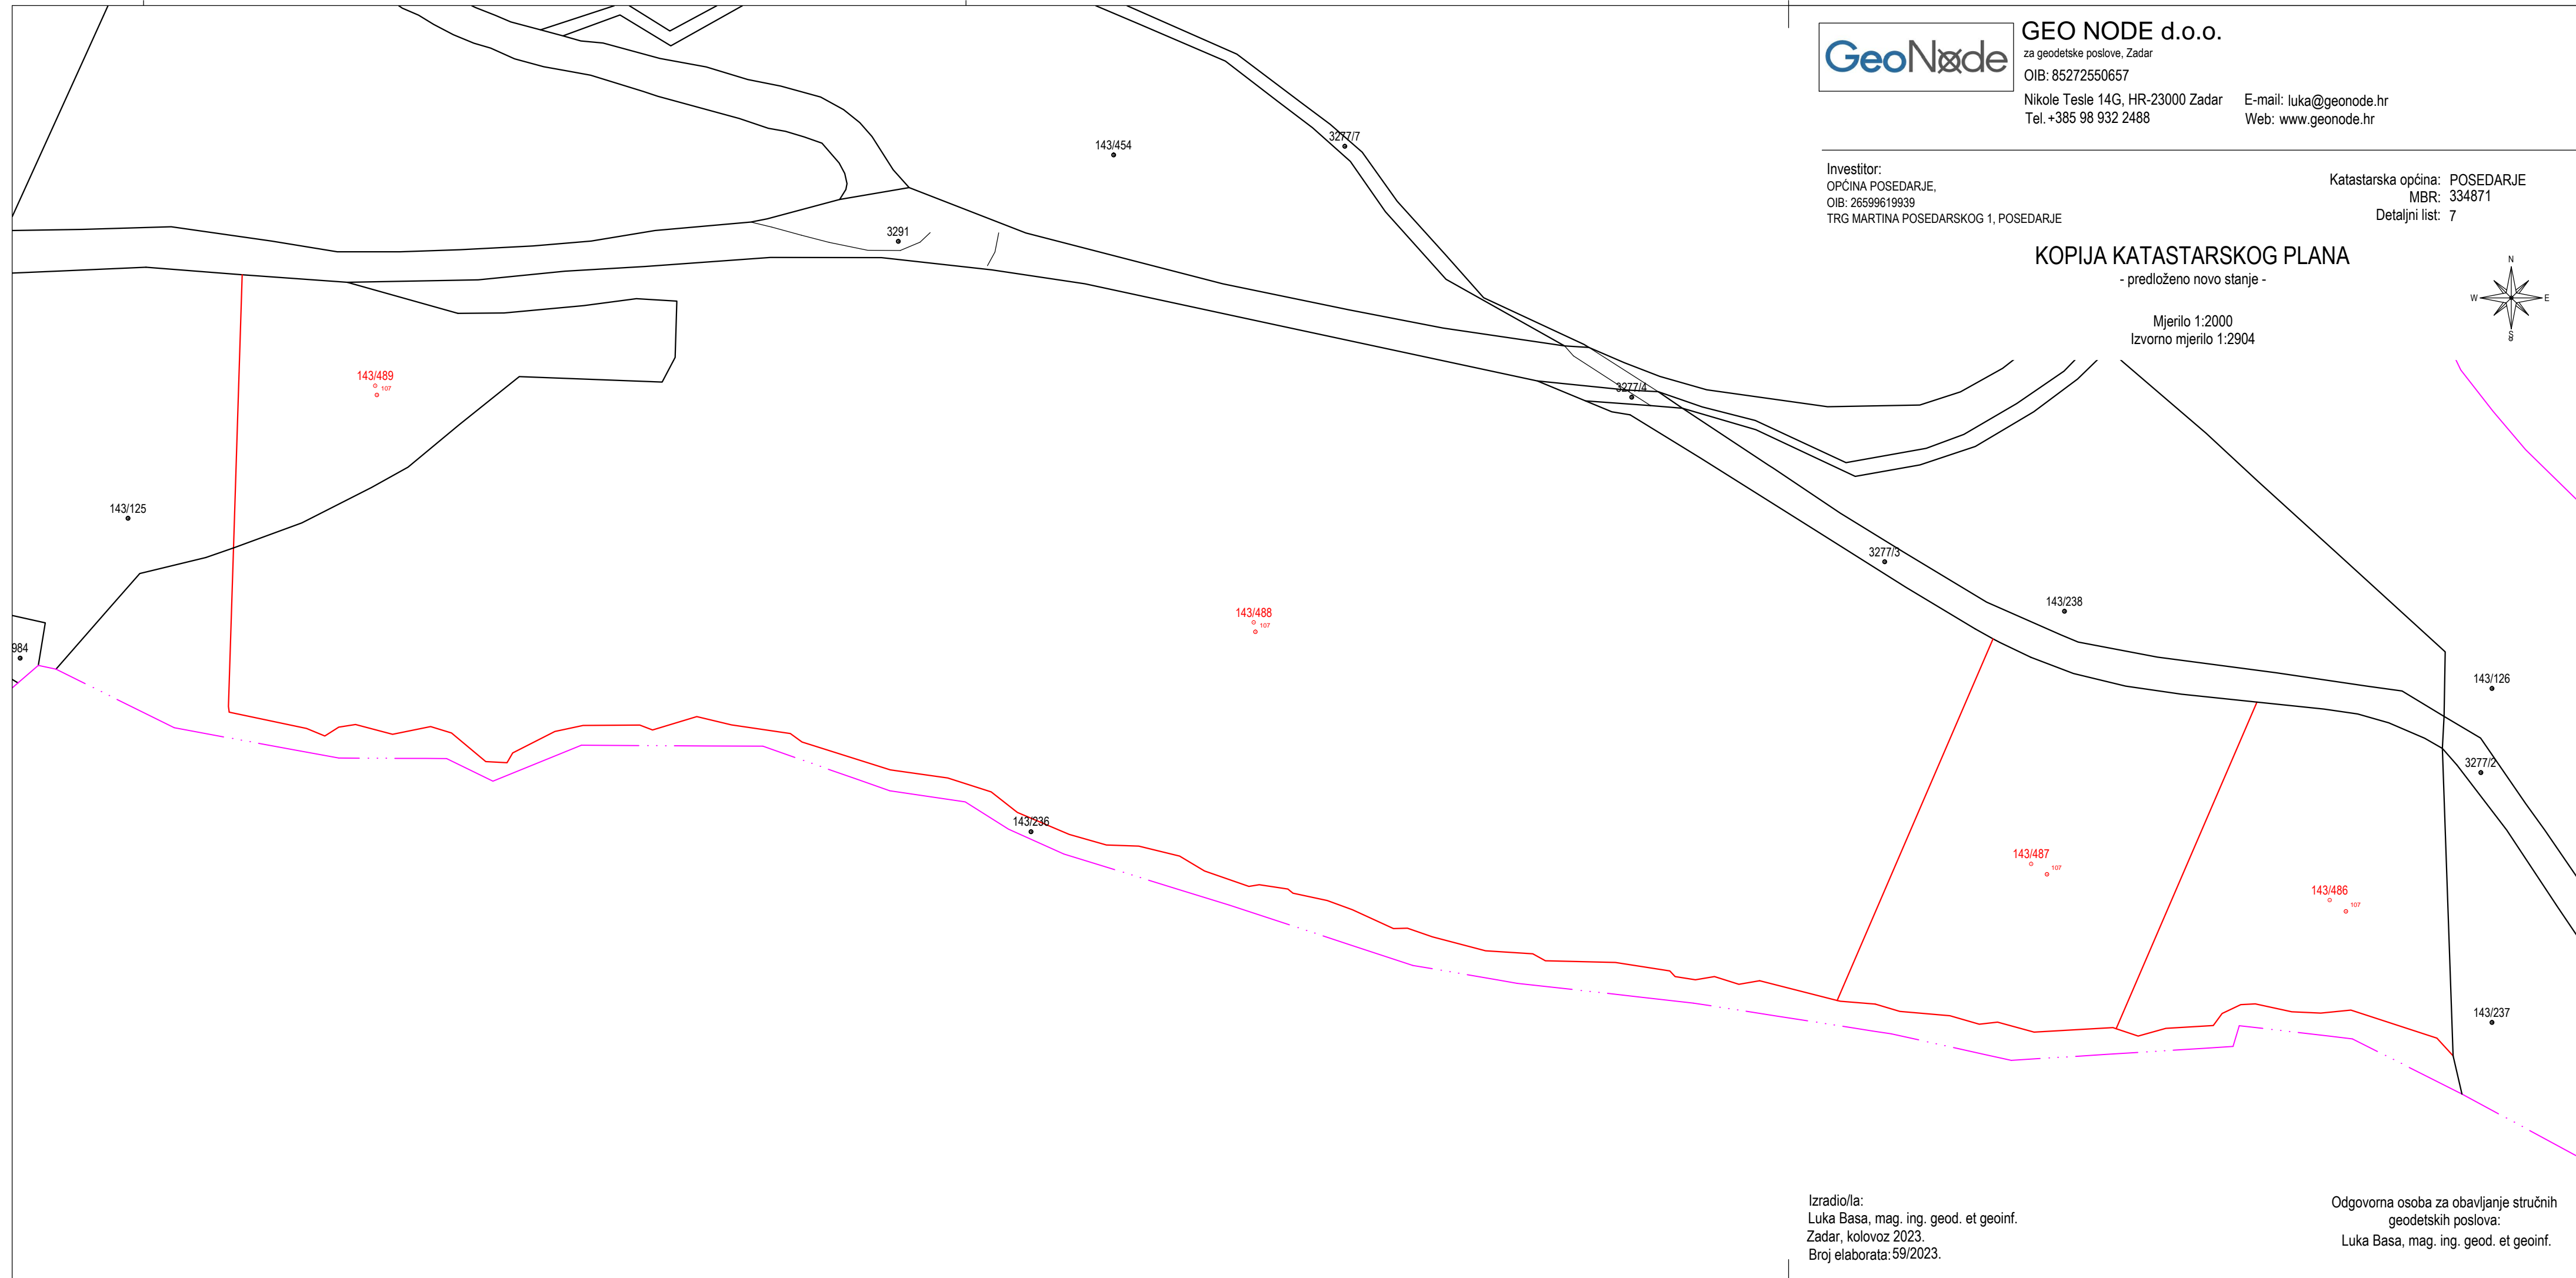 GeoNode
GEO NODE d.o.o.
za geodetske poslove, Zadar
OIB: 85272550657
Nikole Tesle 14G, HR-23000 Zadar E-mail: luka@geonode.hr
Tel.+385 98 932 2488 Web: www.geonode.hr
Investitor:
OPĆINA POSEDARJE,
OIB: 26599619939
TRG MARTINA POSEDARSKOG 1, POSEDARJE
Katastarska općina: POSEDARJE
MBR: 334871
Detaljni list: 7
KOPIJA KATASTARSKOG PLANA
- predloženo novo stanje -
Mjerilo 1:2000
Izvorno mjerilo 1:2904
N
W E
S
3277/7
143/454
3291
143/489
107
3277/4
143/125
3277/3
143/238
143/488
107
984
143/126
3277/2
143/236
143/487
107
143/486
107
143/237
Izradio/la:
Luka Basa, mag. ing. geod. et geoinf.
Zadar, kolovoz 2023.
Broj elaborata: 59/2023.
Odgovorna osoba za obavljanje stručnih
geodetskih poslova:
Luka Basa, mag. ing. geod. et geoinf.